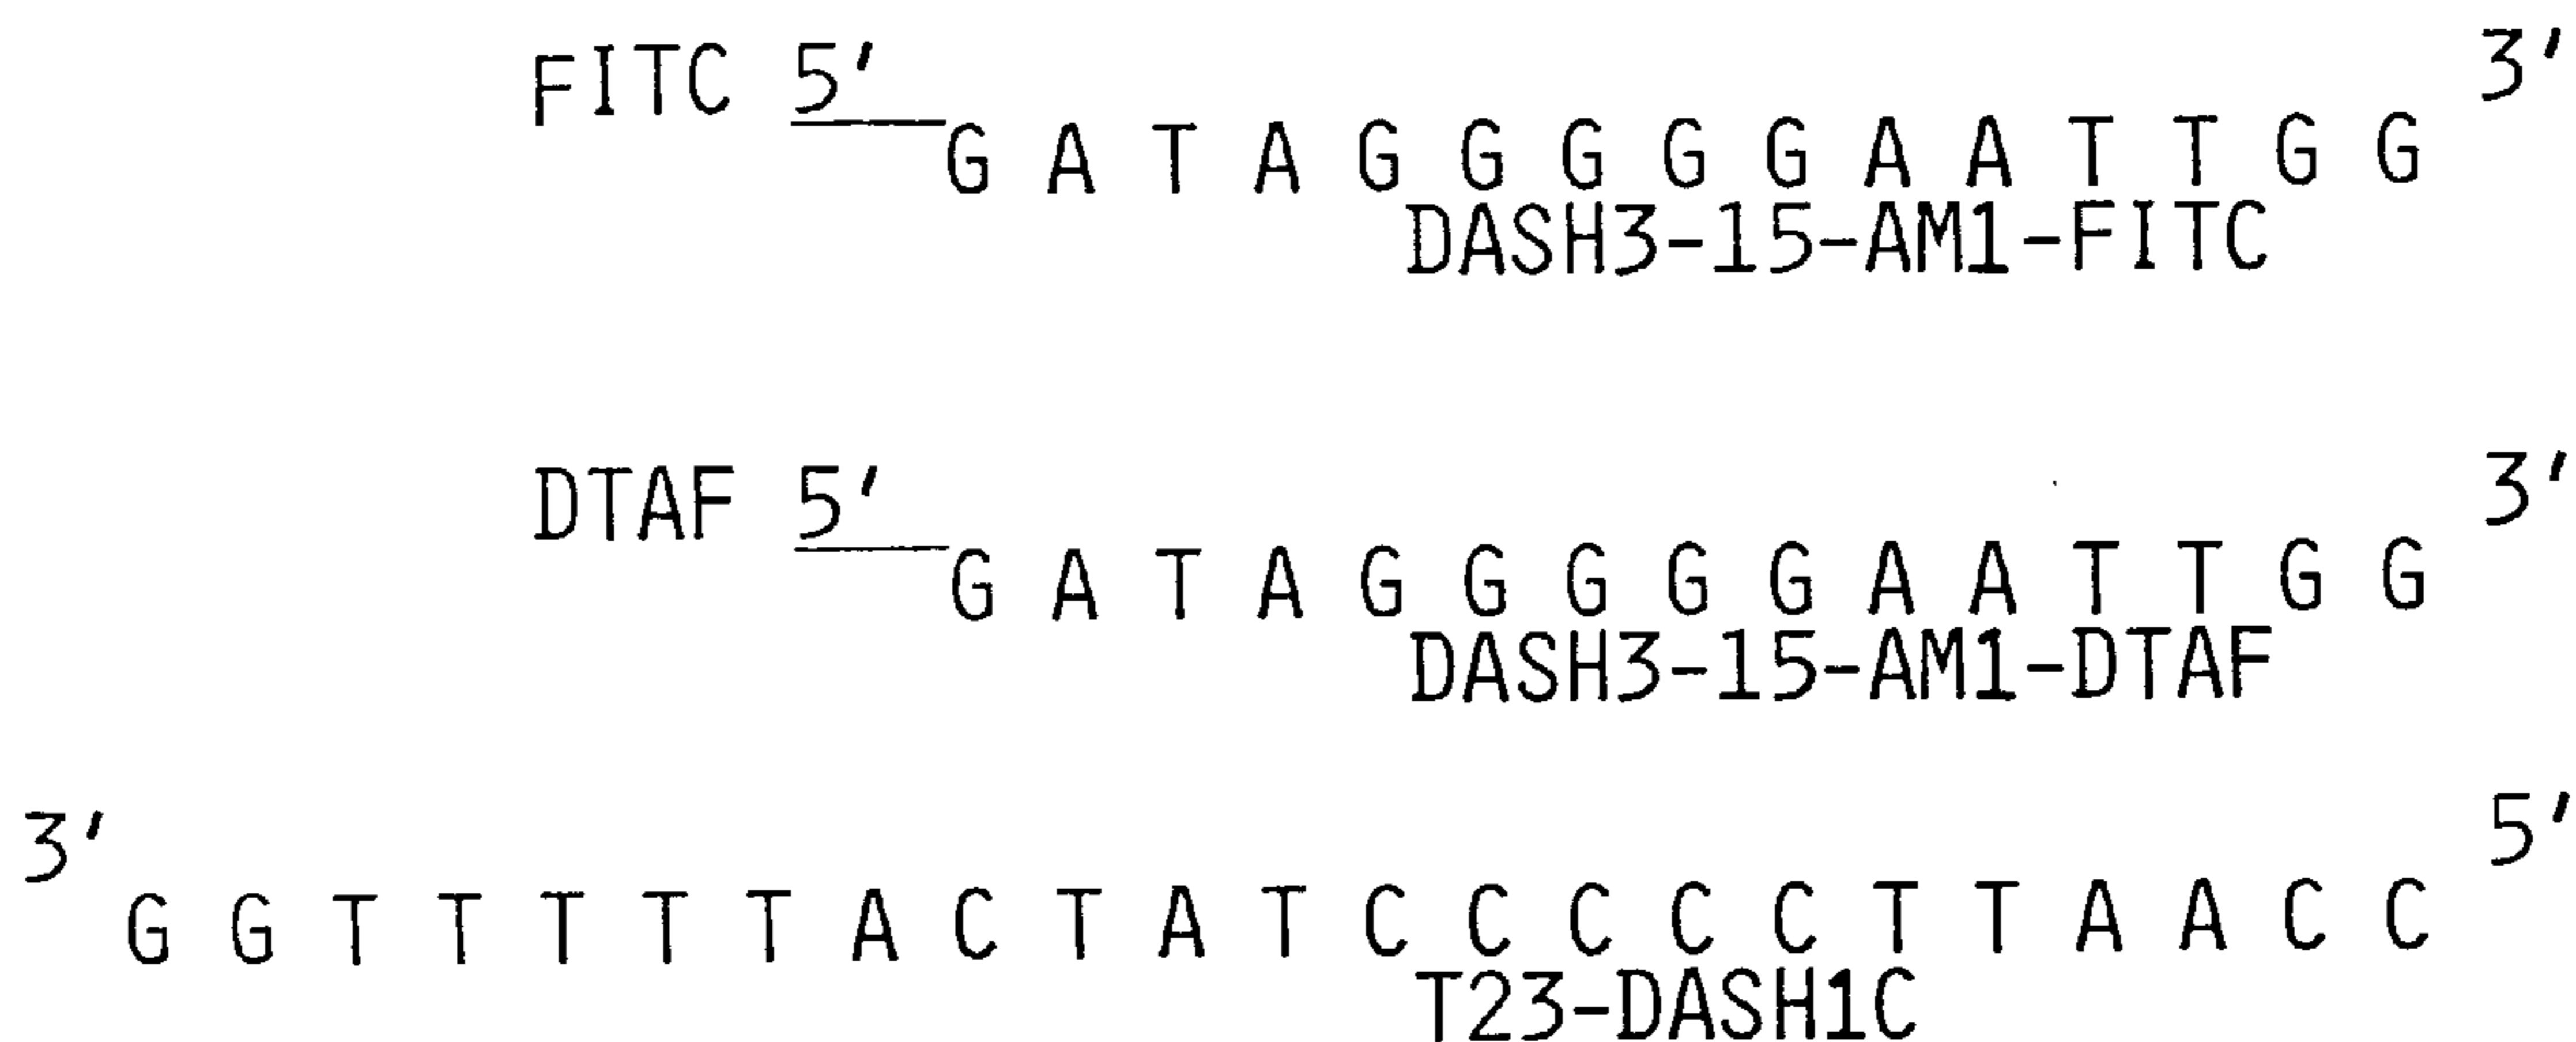 FITC 5' 3'
G A T A G G G G G A A T T G G
DASH3-15-AM1-FITC
DTAF 5' 3'
G A T A G G G G G A A T T G G
DASH3-15-AM1-DTAF
3' 5'
G G T T T T T A C T A T C C C C C T T A A C C
T23-DASH1C